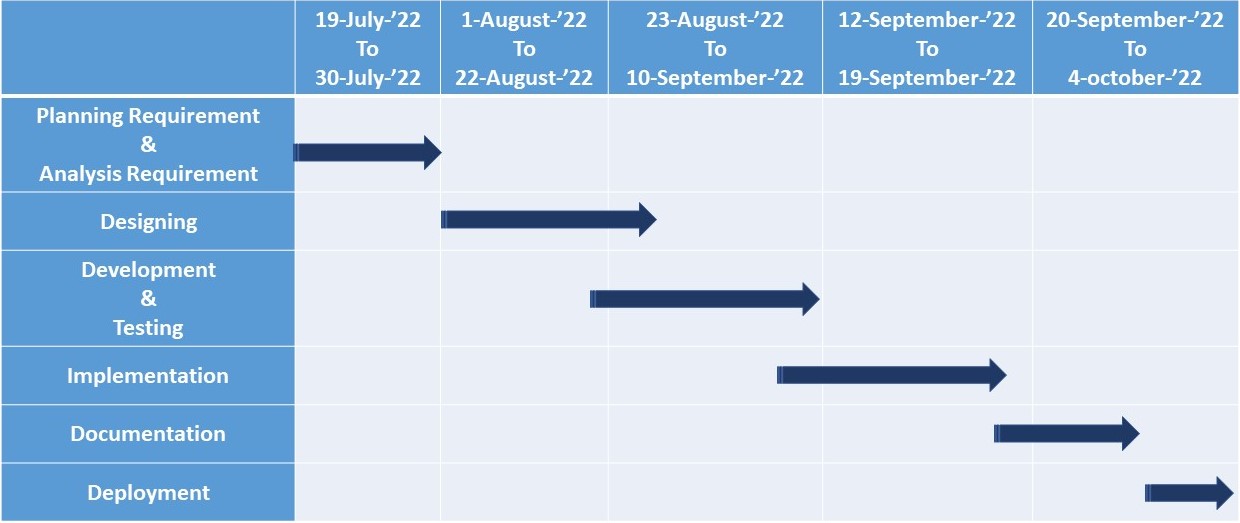 19-July-’22
To
30-July-’22
1-August-’22
To
22-August-’22
23-August-’22
To
10-September-’22
12-September-’22
To
19-September-’22
20-September-’22
To
4-october-’22
Planning Requirement
&
Analysis Requirement
Designing
Development
&
Testing
Implementation
Documentation
Deployment